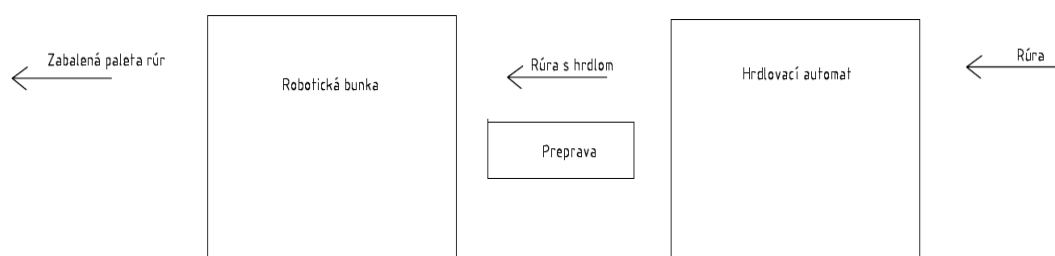 Zabalená paleta rúr
Robotická bunka
Rúra s hrdlom
Preprava
Hrdlovací automat
Rúra